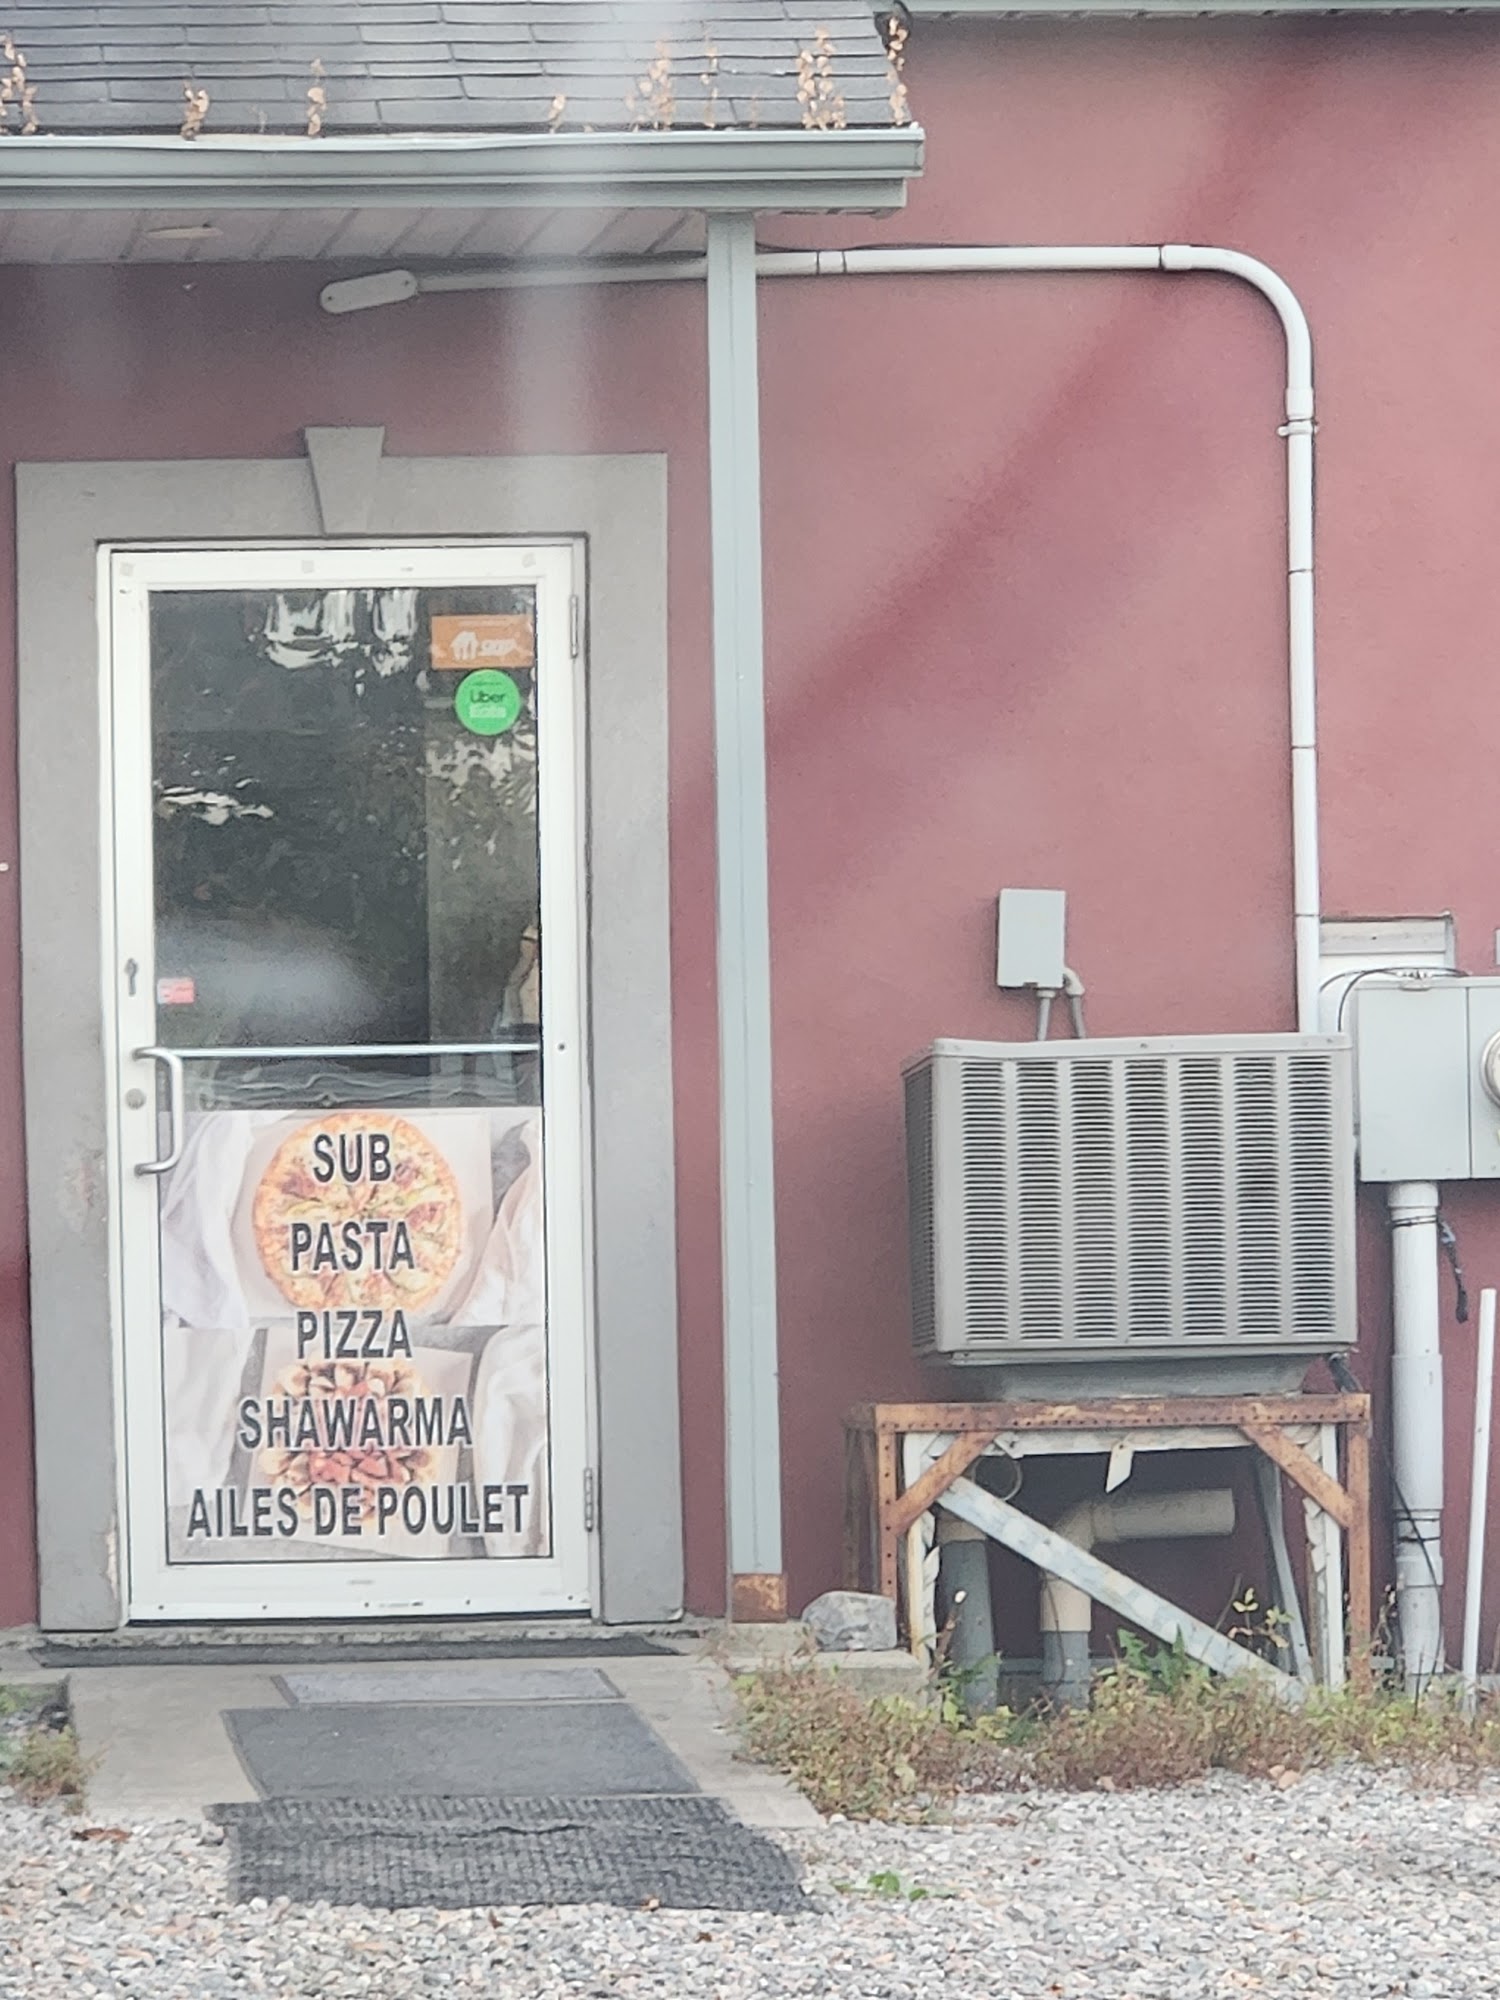 Uber
SUB
PASTA
PIZZA
SHAWARMA
AILES DE POULET